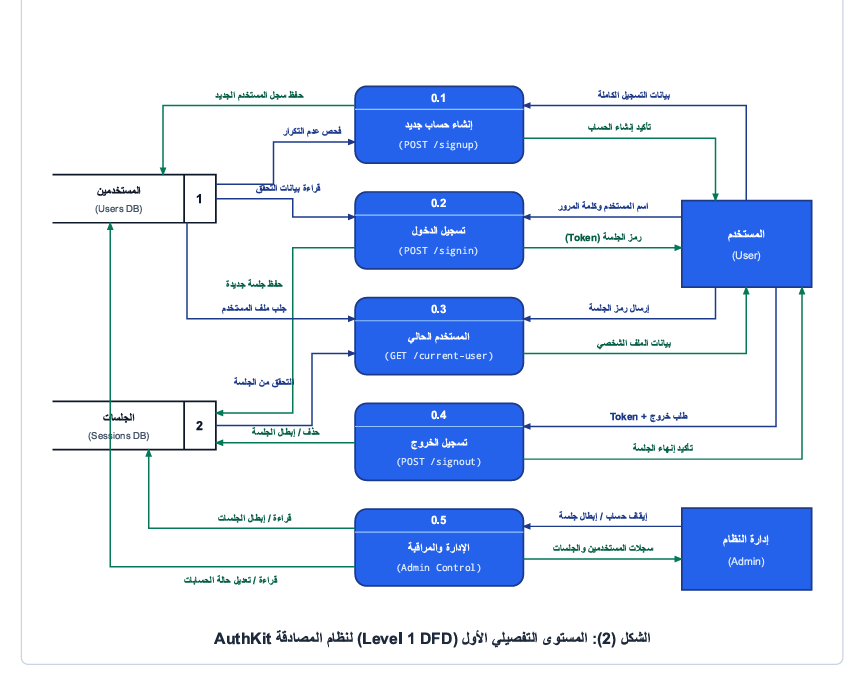 0.1
إنشاء حساب جديد
(POST /signup)
بيانات التسجيل الكاملة
تأكيد إنشاء الحساب
حفظ سجل المستخدم الجديد
فحص عدم التكرار
المستخدمين
(Users DB)
1
قراءة بيانات التحقق
0.2
تسجيل الدخول
(POST /signin)
اسم المستخدم وكلمة المرور
رمز الجلسة (Token)
المستخدم
(User)
حفظ جلسة جديدة
جلب ملف المستخدم
0.3
المستخدم الحالي
(GET /current-user)
إرسال رمز الجلسة
بيانات الملف الشخصي
التحقق من الجلسة
الجلسات
(Sessions DB)
2
حذف / إبطال الجلسة
0.4
تسجيل الخروج
(POST /signout)
طلب خروج + Token
تأكيد إنهاء الجلسة
قراءة / إبطال الجلسات
قراءة / تعديل حالة الحسابات
0.5
الإدارة والمراقبة
(Admin Control)
إيقاف حساب / إبطال جلسة
سجلات المستخدمين والجلسات
إدارة النظام
(Admin)
الشكل (2): المستوى التفصيلي الأول (Level 1 DFD) لنظام المصادقة AuthKit